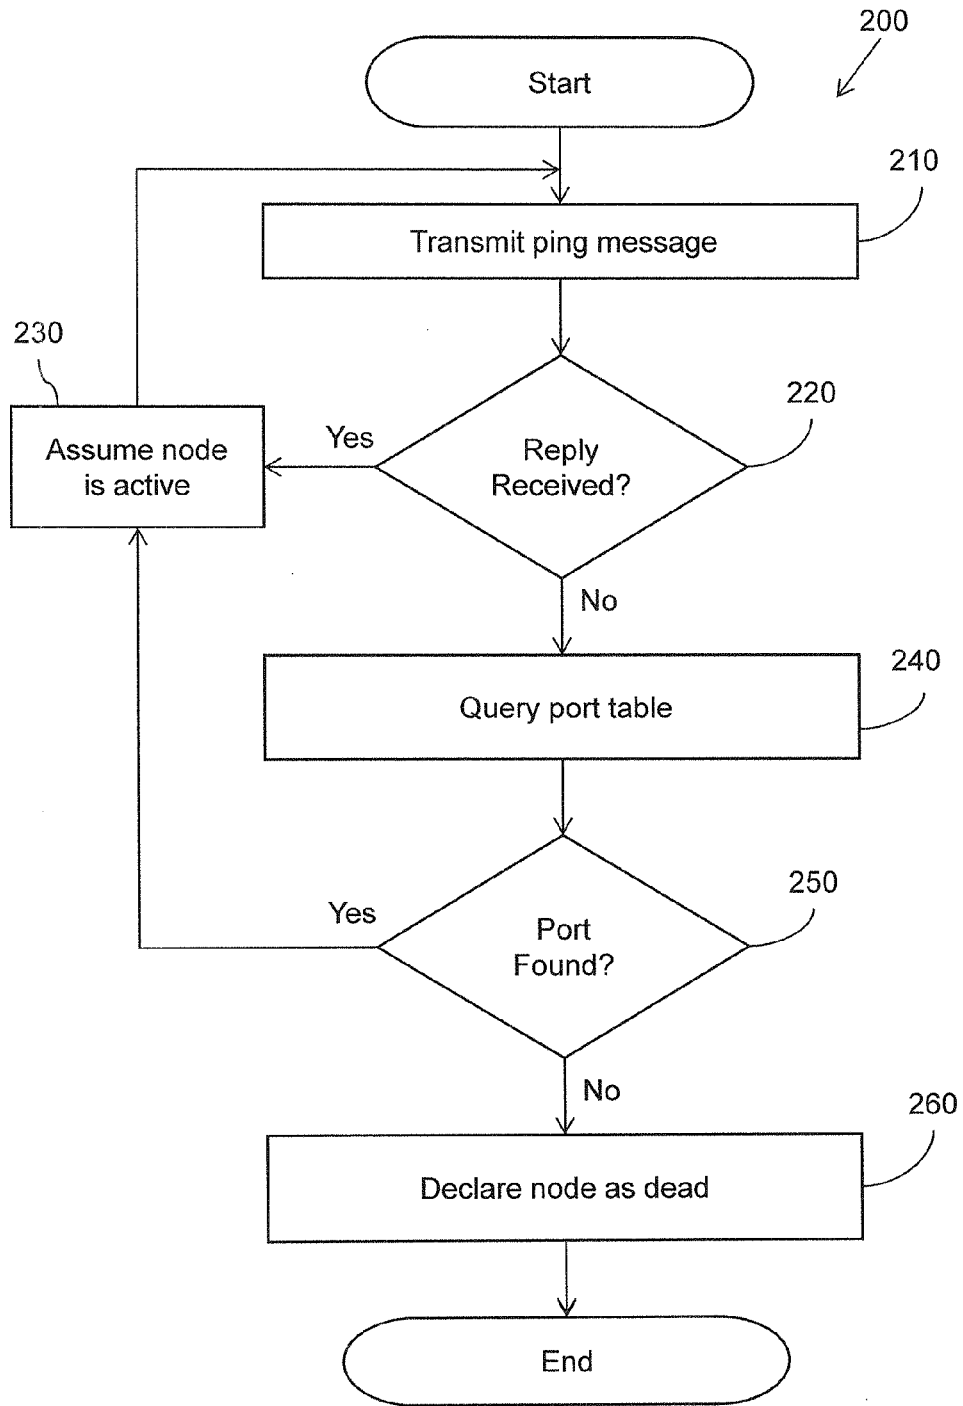 200
Start
210
Transmit ping message
230
Assume node
is active
Yes
220
Reply
Received?
No
240
Query port table
250
Yes
Port
Found?
No
260
Declare node as dead
End